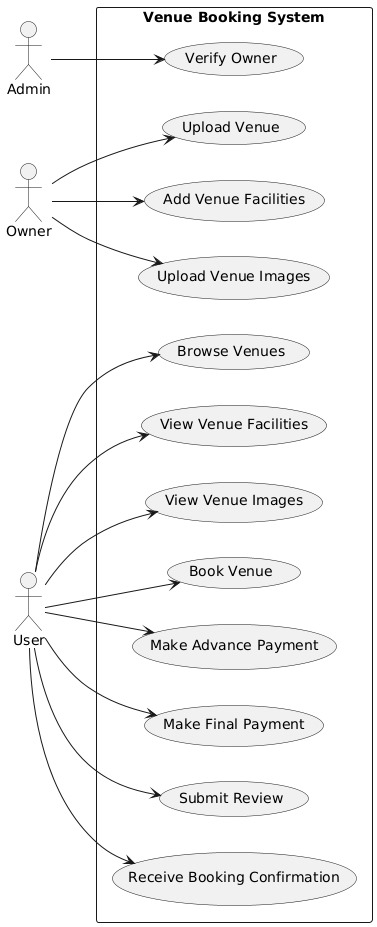 Venue Booking System
Admin
Verify Owner
Owner
Upload Venue
Add Venue Facilities
Upload Venue Images
User
Browse Venues
View Venue Facilities
View Venue Images
Book Venue
Make Advance Payment
Make Final Payment
Submit Review
Receive Booking Confirmation